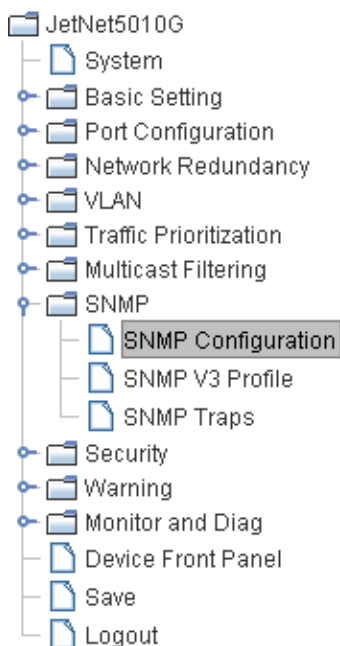 JetNet5010G
System
Basic Setting
Port Configuration
Network Redundancy
VLAN
Traffic Prioritization
Multicast Filtering
SNMP
SNMP Configuration
SNMP V3 Profile
SNMP Traps
Security
Warning
Monitor and Diag
Device Front Panel
Save
Logout